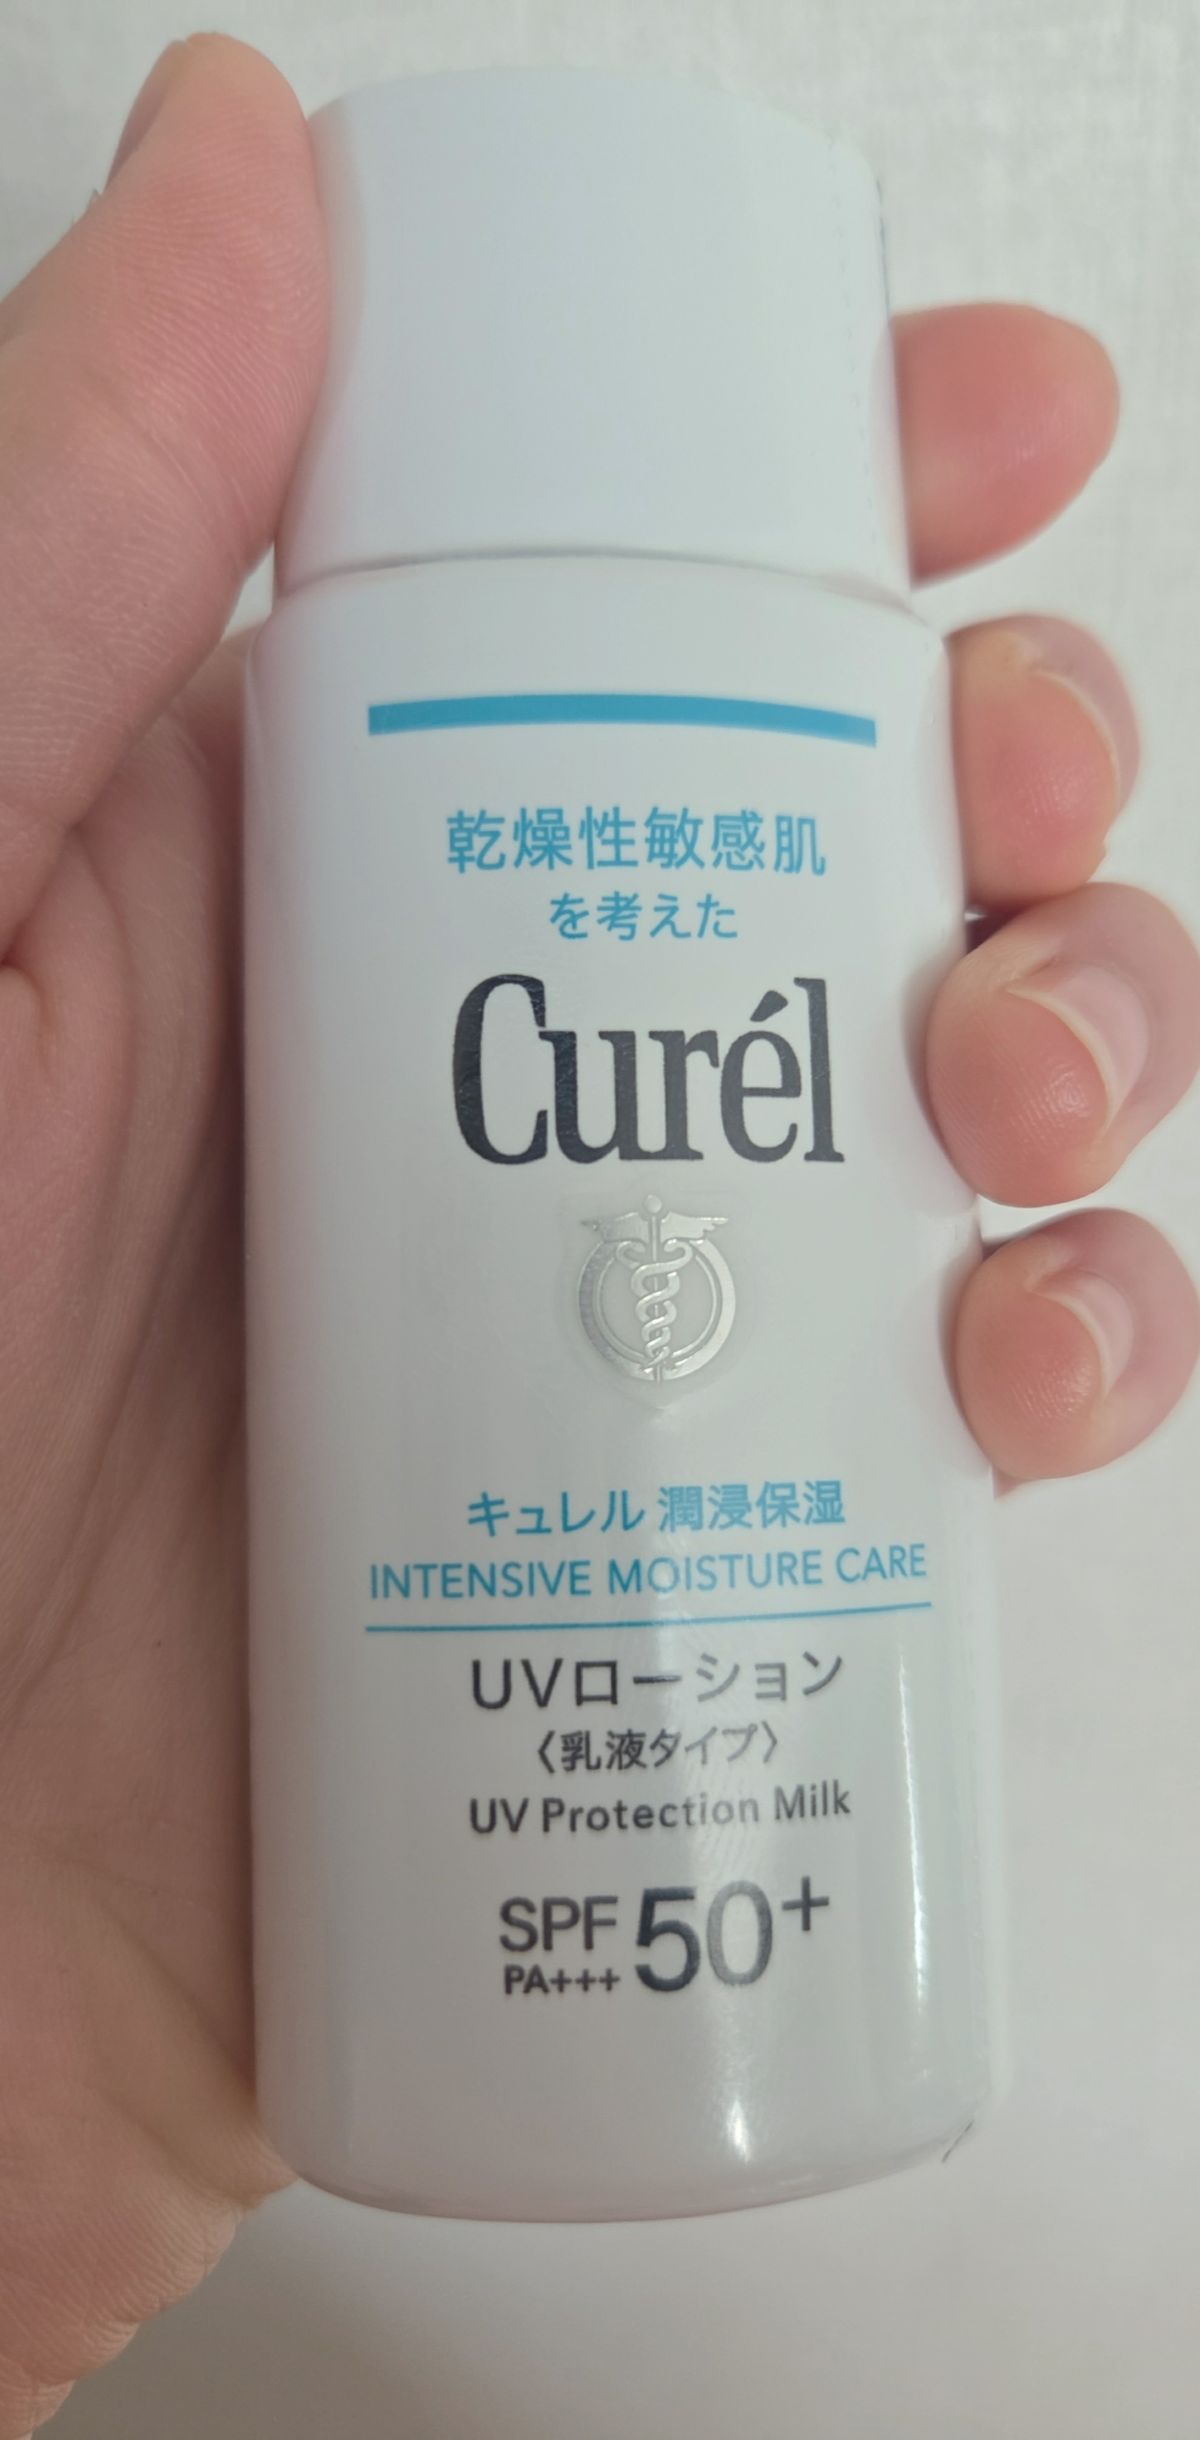 乾燥性敏感肌
を考えた
Curél
キュレル 潤浸保湿
INTENSIVE MOISTURE CARE
UVローション
〈乳液タイプ〉
UV Protection Milk
SPF 50+
PA+++